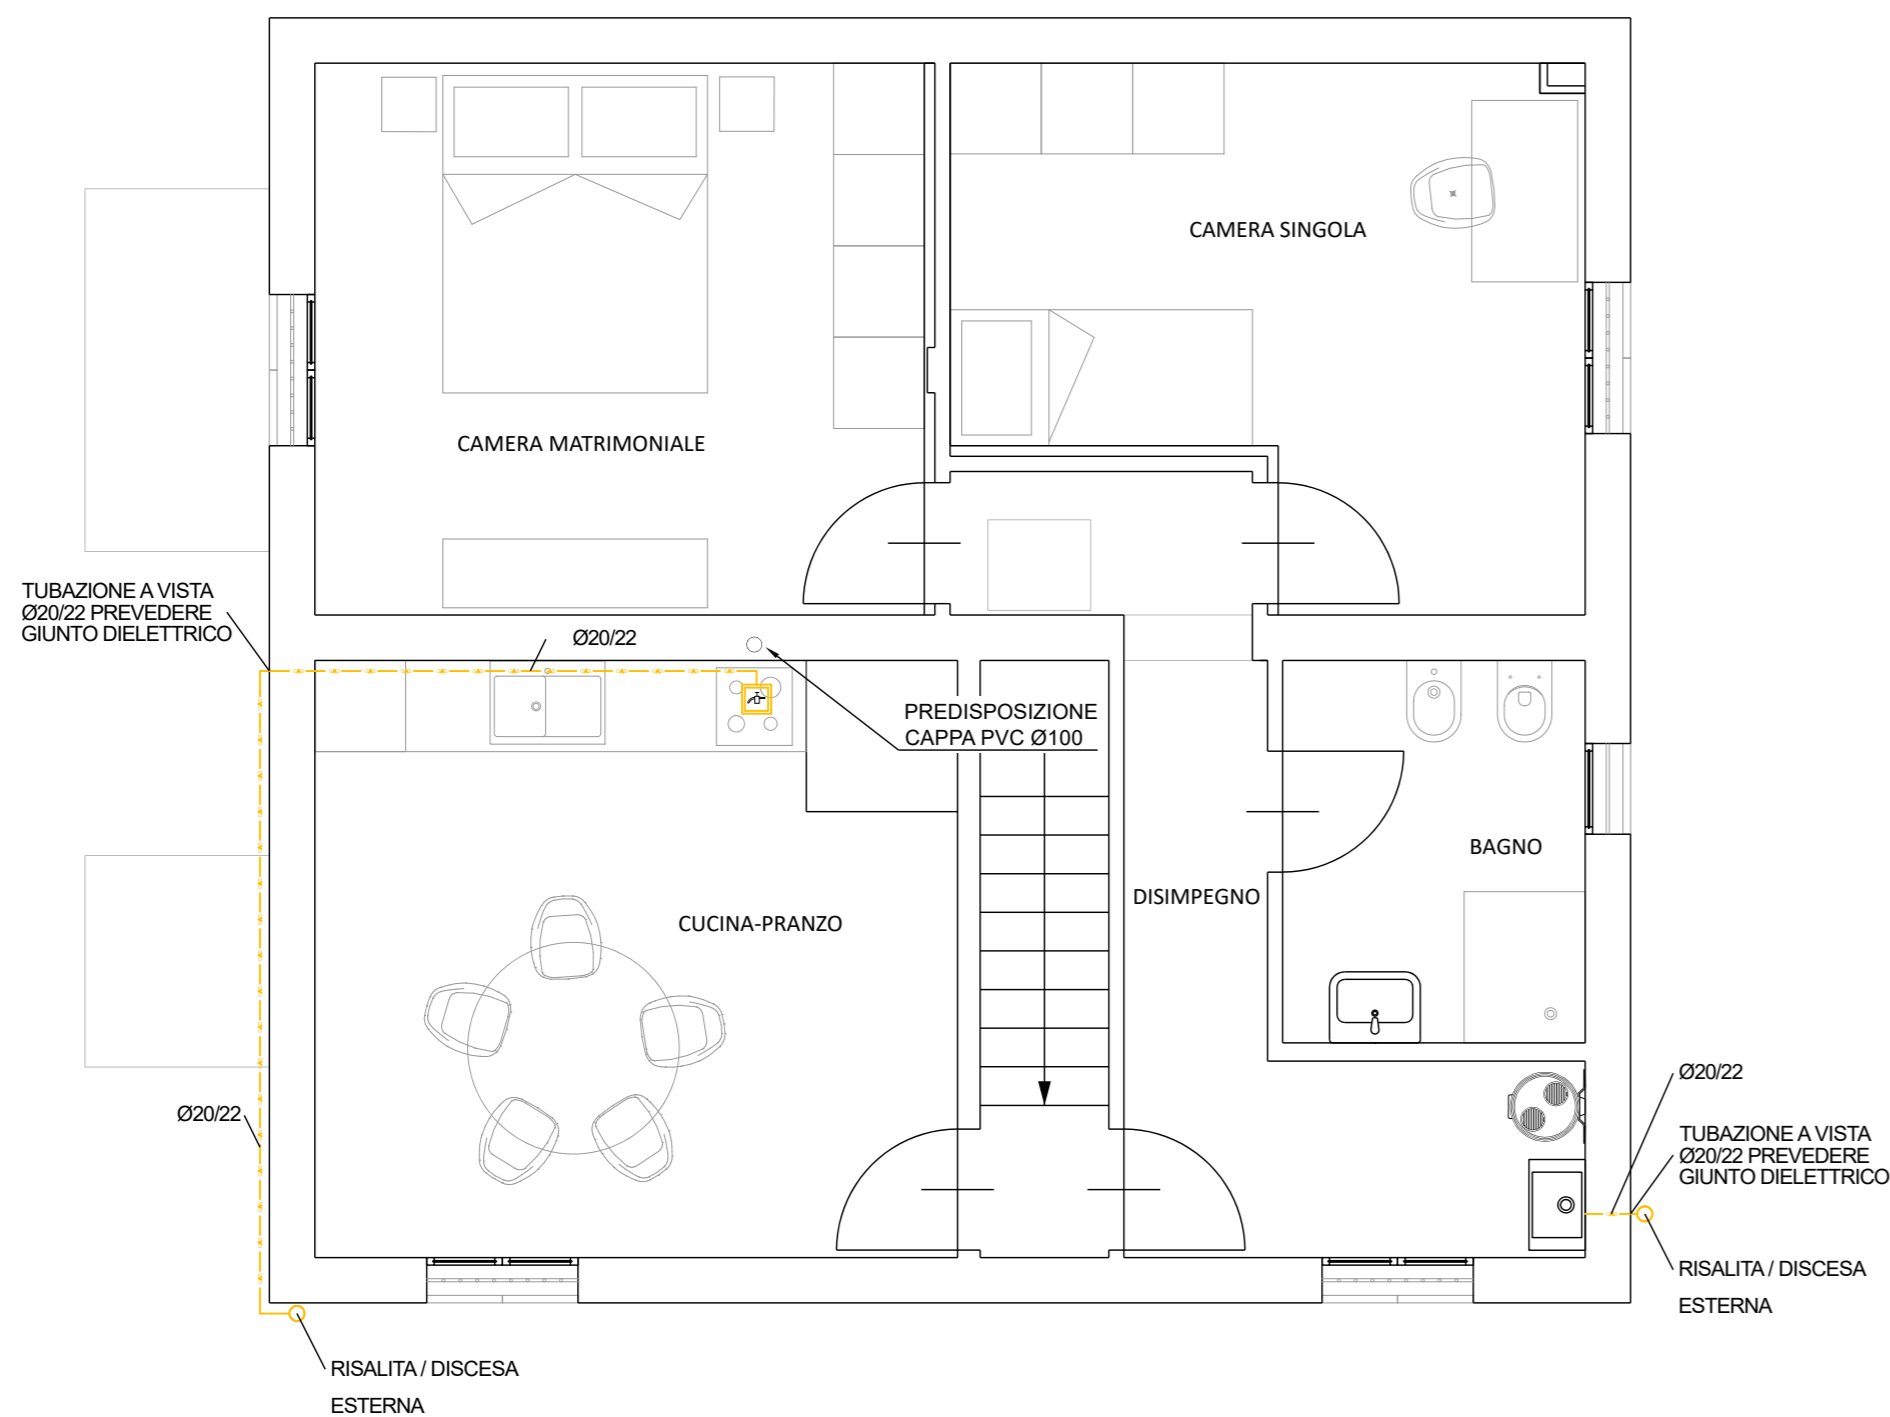 CAMERA SINGOLA
CAMERA MATRIMONIALE
TUBAZIONE A VISTA
Ø20/22 PREVEDERE
GIUNTO DIELETTRICO
Ø20/22
PREDISPOSIZIONE
CAPPA PVC Ø100
BAGNO
DISIMPEGNO
CUCINA-PRANZO
Ø20/22
Ø20/22
TUBAZIONE A VISTA
Ø20/22 PREVEDERE
GIUNTO DIELETTRICO
RISALITA / DISCESA
ESTERNA
RISALITA / DISCESA
ESTERNA